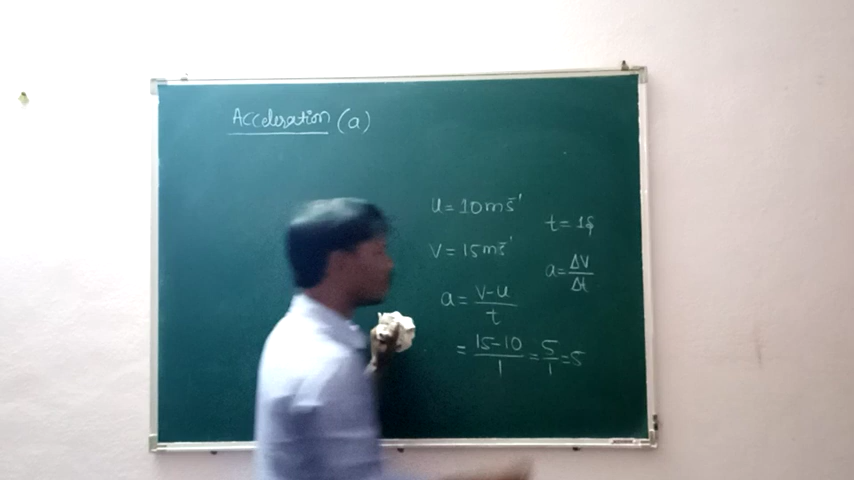 Acceleration (a)
u = 10 ms⁻¹
t = 1s
v = 15 ms⁻¹
a = Δv/Δt
a = v-u/t
= 15-10/1 = 5/1 = 5